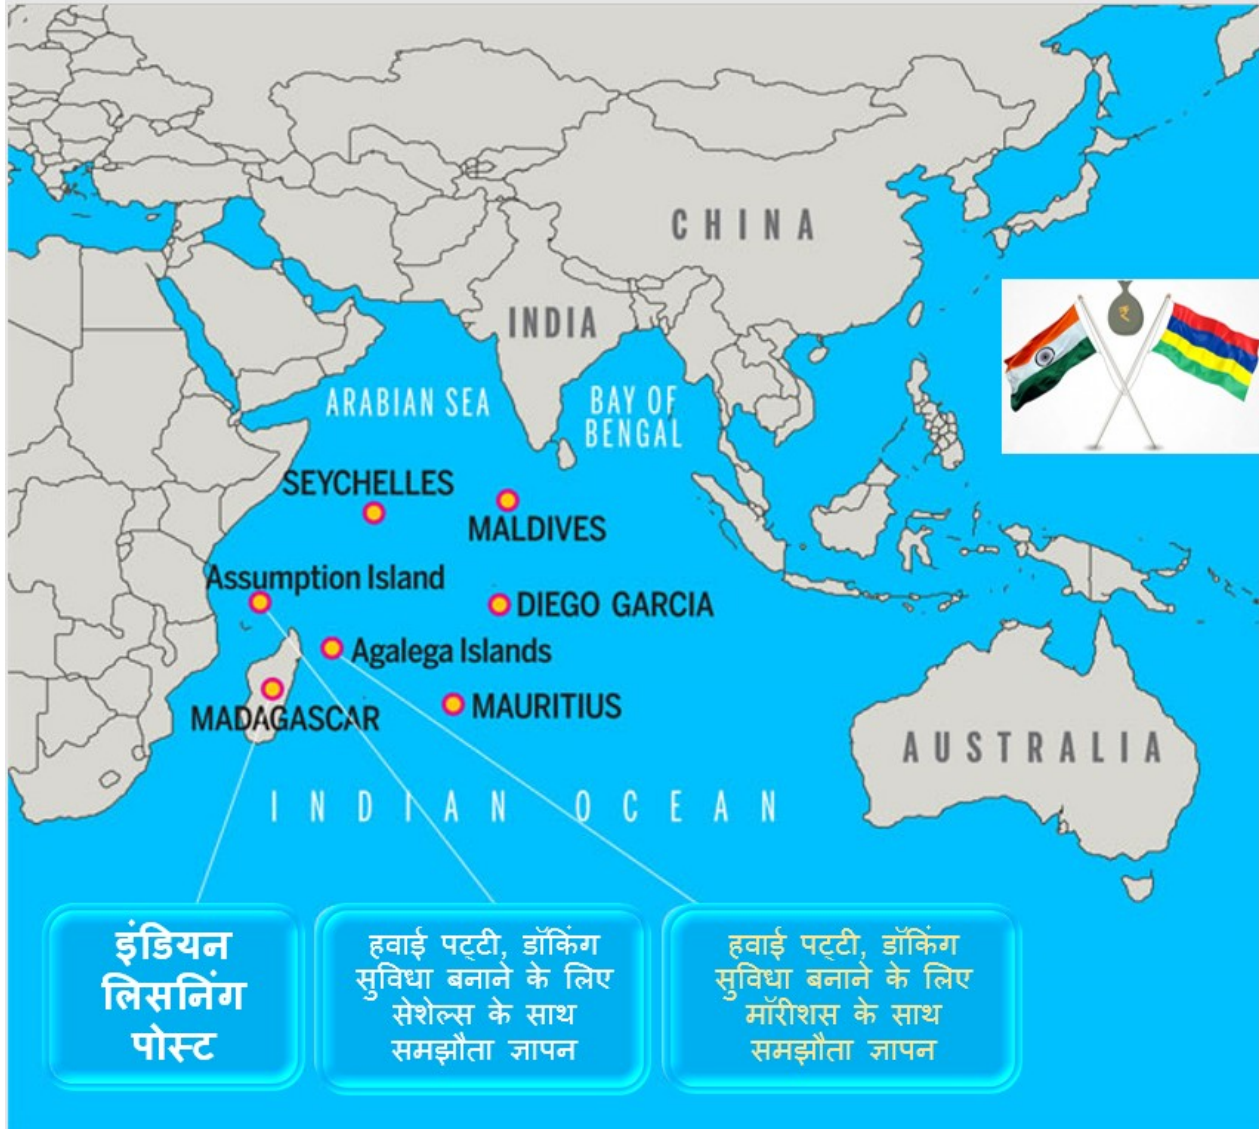 CHINA
INDIA
ARABIAN SEA
BAY OF
BENGAL
₹
SEYCHELLES
MALDIVES
Assumption Island
DIEGO GARCIA
Agalega Islands
MADAGASCAR
MAURITIUS
AUSTRALIA
INDIAN OCEAN
इंडियन
लिसनिंग
पोस्ट
हवाई पट्टी, डॉकिंग
सुविधा बनाने के लिए
सेशेल्स के साथ
समझौता ज्ञापन
हवाई पट्टी, डॉकिंग
सुविधा बनाने के लिए
मॉरीशस के साथ
समझौता ज्ञापन